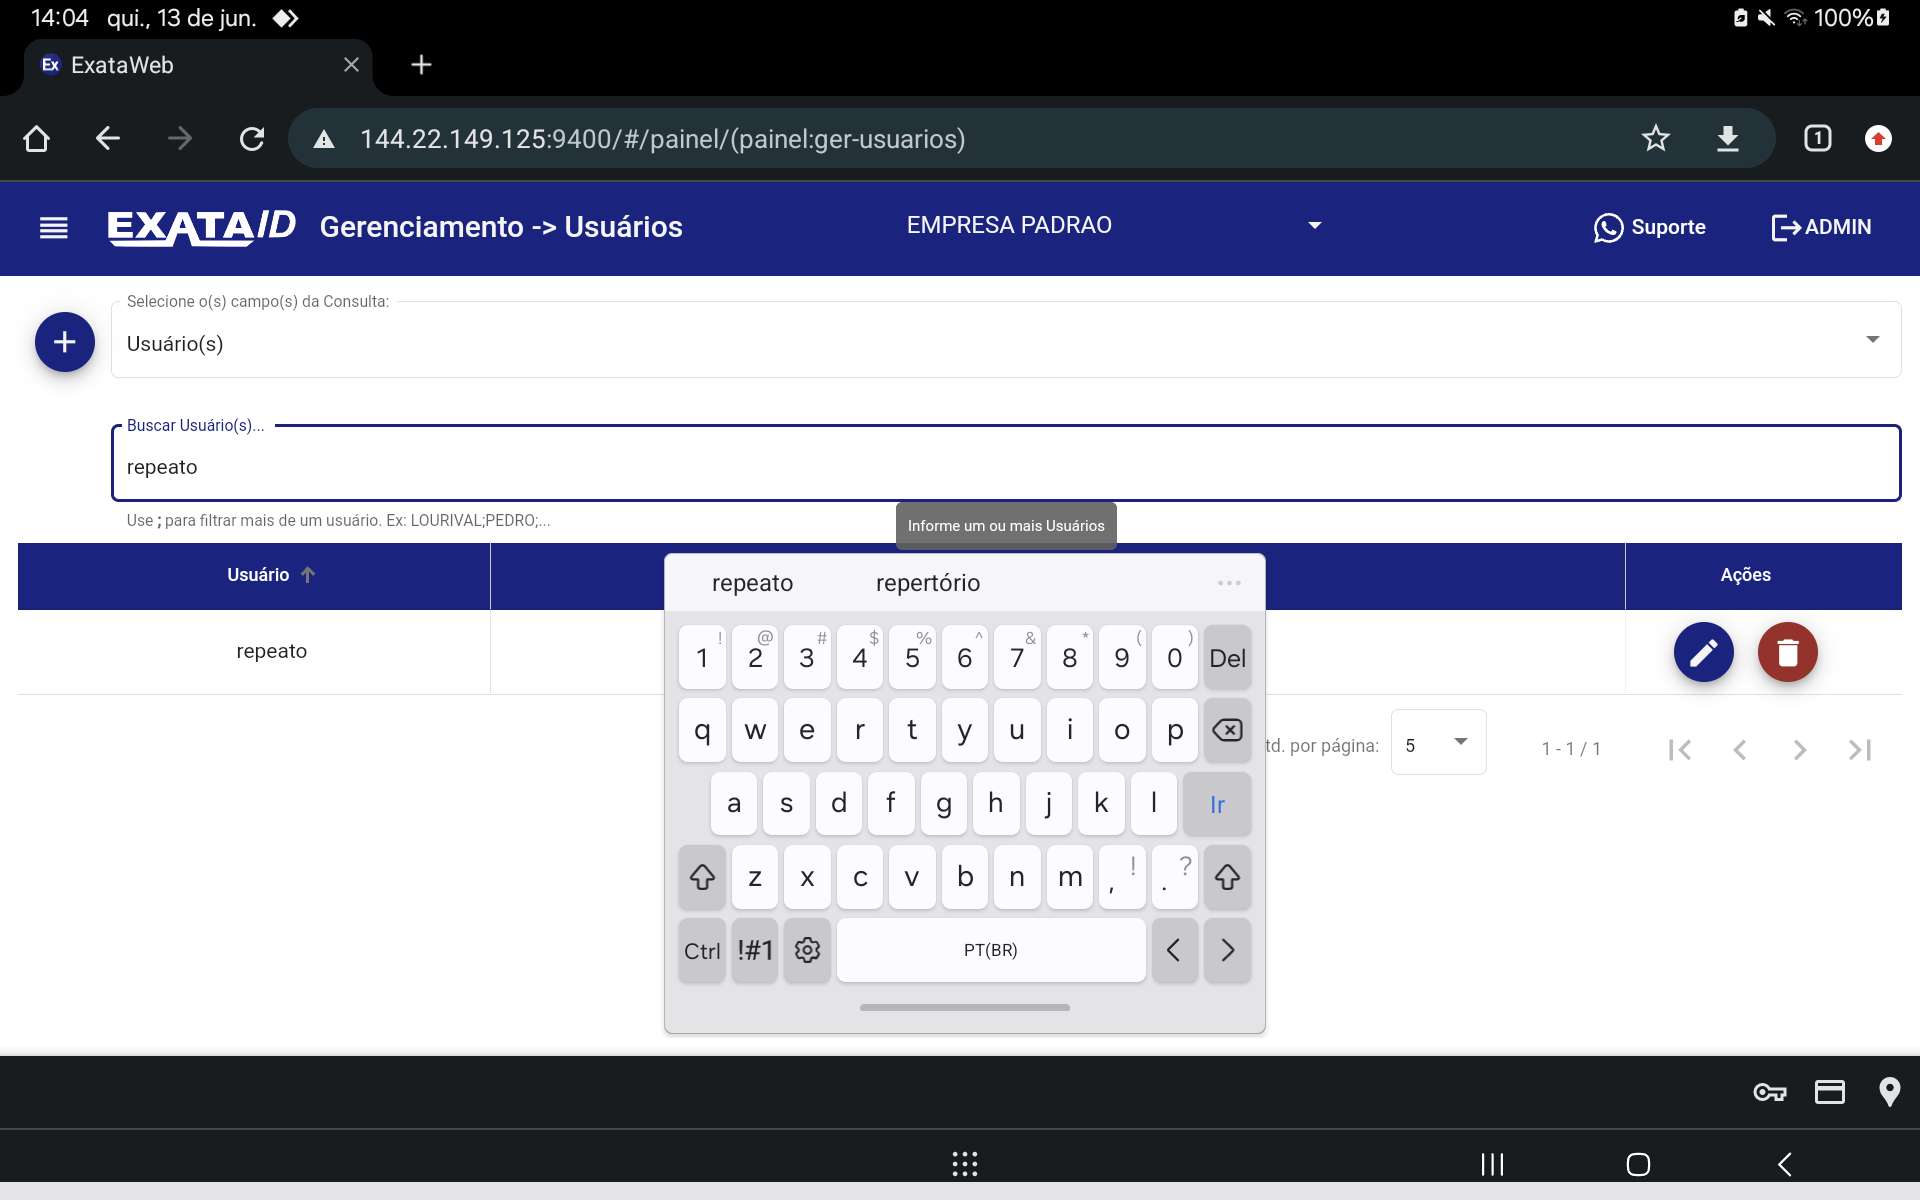 14:04 qui., 13 de jun. 100%
Ex ExataWeb
144.22.149.125:9400/#/painel/(painel:ger-usuarios) 1
EXATA/ID Gerenciamento -> Usuários EMPRESA PADRAO Suporte ADMIN
Selecione o(s) campo(s) da Consulta:
Usuário(s)
Buscar Usuário(s)...
repeato
Use ; para filtrar mais de um usuário. Ex: LOURIVAL;PEDRO;...
Informe um ou mais Usuários
Usuário Ações
repeato
td. por página: 5 1 - 1 / 1
repeato repertório ...
! @ # $ % ^ & * ( )
1 2 3 4 5 6 7 8 9 0 Del
q w e r t y u i o p
a s d f g h j k l Ir
z x c v b n m , ! . ?
Ctrl !#1 PT(BR) < >